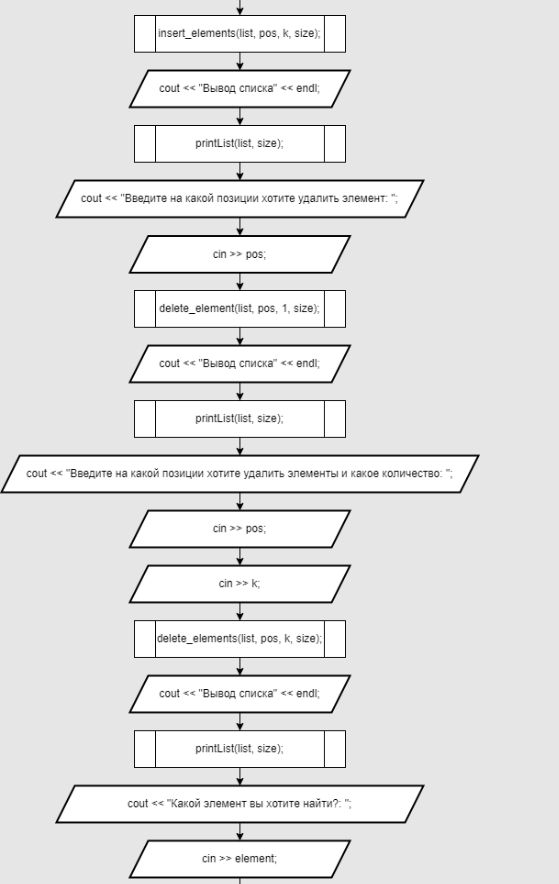 insert_elements(list, pos, k, size);
cout << "Вывод списка" << endl;
printList(list, size);
cout << "Введите на какой позиции хотите удалить элемент: ";
cin >> pos;
delete_element(list, pos, 1, size);
cout << "Вывод списка" << endl;
printList(list, size);
cout << "Введите на какой позиции хотите удалить элементы и какое количество: ";
cin >> pos;
cin >> k;
delete_elements(list, pos, k, size);
cout << "Вывод списка" << endl;
printList(list, size);
cout << "Какой элемент вы хотите найти?: ";
cin >> element;